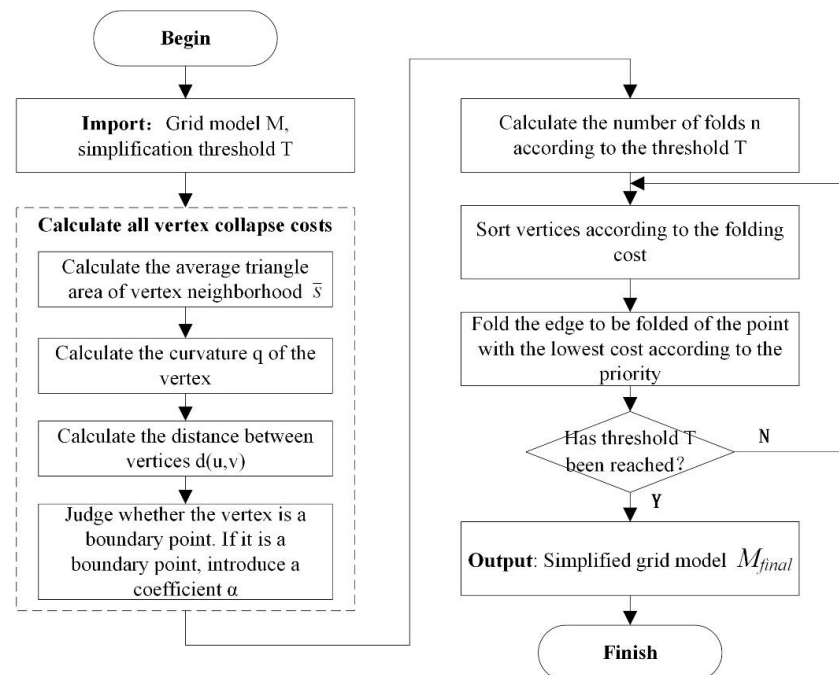 Begin
Import：Grid model M,
simplification threshold T
Calculate all vertex collapse costs
Calculate the average triangle
area of vertex neighborhood s̅
Calculate the curvature q of the
vertex
Calculate the distance between
vertices d(u,v)
Judge whether the vertex is a
boundary point. If it is a
boundary point, introduce a
coefficient α
Calculate the number of folds n
according to the threshold T
Sort vertices according to the folding
cost
Fold the edge to be folded of the point
with the lowest cost according to the
priority
Has threshold T
been reached?
N
Y
Output: Simplified grid model M_final
Finish